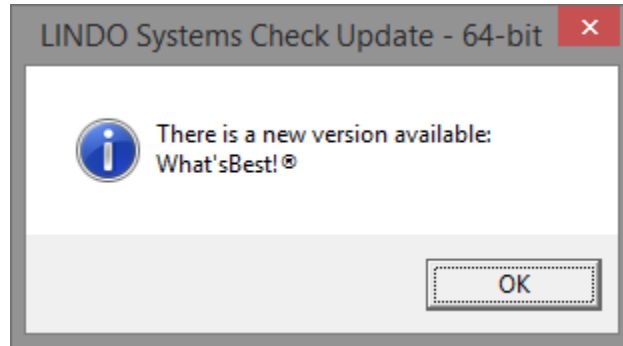 LINDO Systems Check Update - 64-bit
There is a new version available:
What'sBest!®
OK